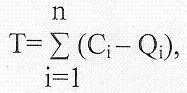 n
T=∑ (Cᵢ – Qᵢ),
i=1